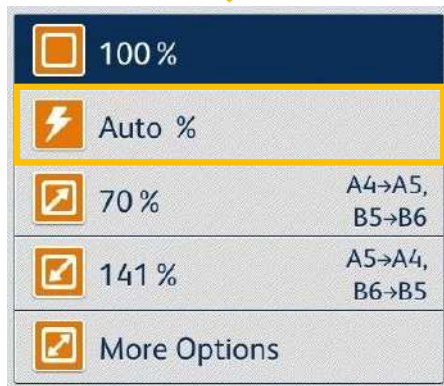 100%
Auto %
70% A4→A5,
B5→B6
141% A5→A4,
B6→B5
More Options